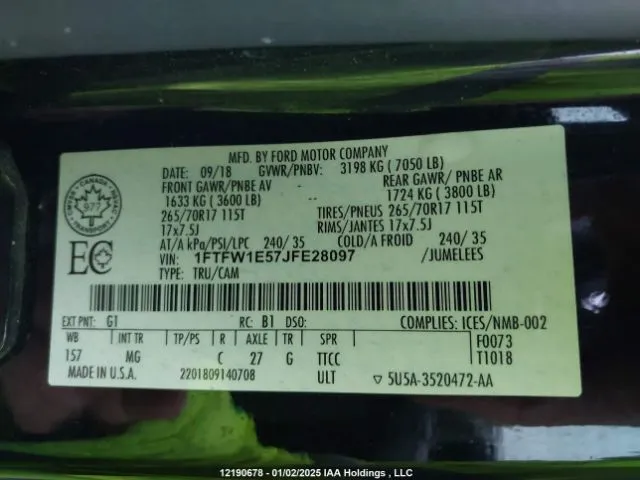 MFD. BY FORD MOTOR COMPANY
DATE: 09/18 GVWR/PNBV: 3198 KG ( 7050 LB)
FRONT GAWR/PNBE AV REAR GAWR/ PNBE AR
1633 KG ( 3600 LB) 1724 KG ( 3800 LB)
265/70R17 115T TIRES/PNEUS 265/70R17 115T
17x7.5J RIMS/JANTES 17x7.5J
AT/A kPa/PSI/LPC 240/ 35 COLD/A FROID 240/ 35
VIN: 1FTFW1E57JFE28097 /JUMELEES
TYPE: TRU/CAM
CANADA
977
TRANSPORT
EC
EXT PNT: G1 RC: B1 DSO: COMPLIES: ICES/NMB-002
WB INT TR TP/PS R AXLE TR SPR F0073
157 MG C 27 G TTCC T1018
MADE IN U.S.A. 2201809140708 ULT ▽ 5U5A-3520472-AA
12190678 - 01/02/2025 IAA Holdings , LLC